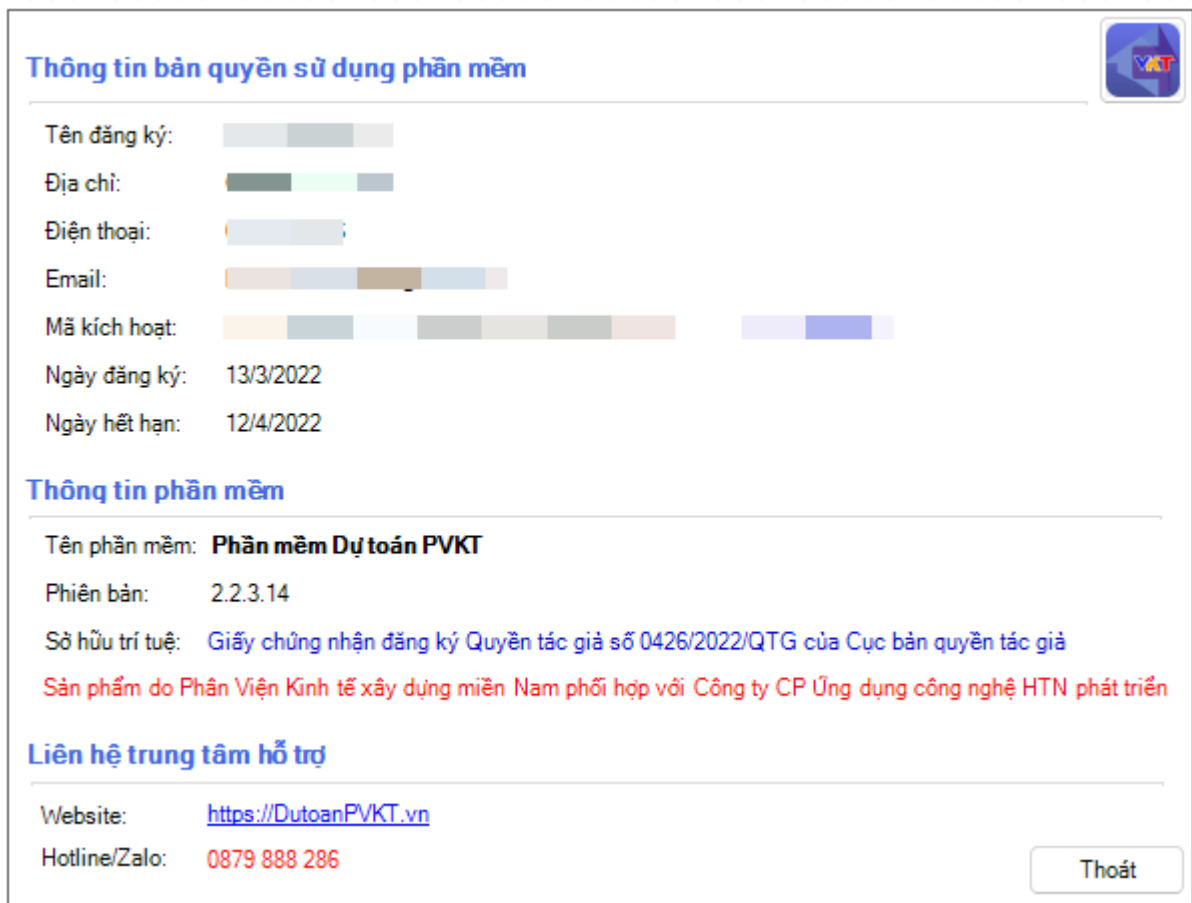 Thông tin bản quyền sử dụng phần mềm
VKT
Tên đăng ký:
Địa chỉ:
Điện thoại:
Email:
Mã kích hoạt:
Ngày đăng ký: 13/3/2022
Ngày hết hạn: 12/4/2022
Thông tin phần mềm
Tên phần mềm: Phần mềm Dự toán PVKT
Phiên bản: 2.2.3.14
Sở hữu trí tuệ: Giấy chứng nhận đăng ký Quyền tác giả số 0426/2022/QTG của Cục bản quyền tác giả
Sản phẩm do Phân Viện Kinh tế xây dựng miền Nam phối hợp với Công ty CP Ứng dụng công nghệ HTN phát triển
Liên hệ trung tâm hỗ trợ
Website: https://DutoanPVKT.vn
Hotline/Zalo: 0879 888 286
Thoát